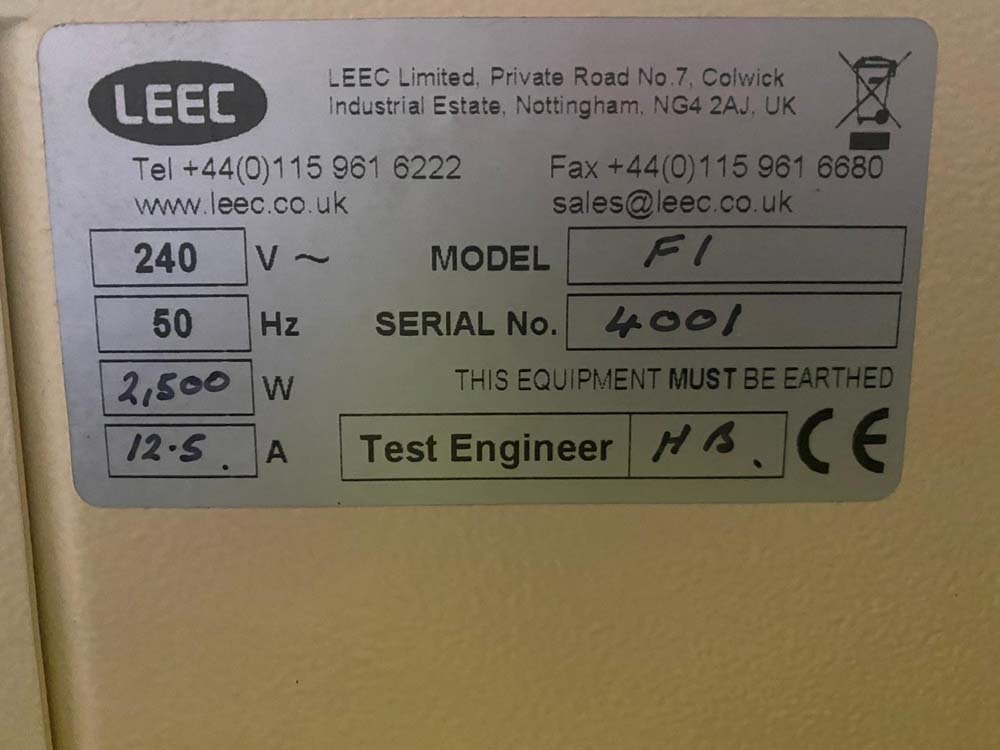 LEEC
LEEC Limited, Private Road No.7, Colwick
Industrial Estate, Nottingham, NG4 2AJ, UK
Tel +44(0)115 961 6222 Fax +44(0)115 961 6680
www.leec.co.uk sales@leec.co.uk
240 V ~ MODEL F1
50 Hz SERIAL No. 4001
2,500 W THIS EQUIPMENT MUST BE EARTHED
12.5. A Test Engineer HB. CE